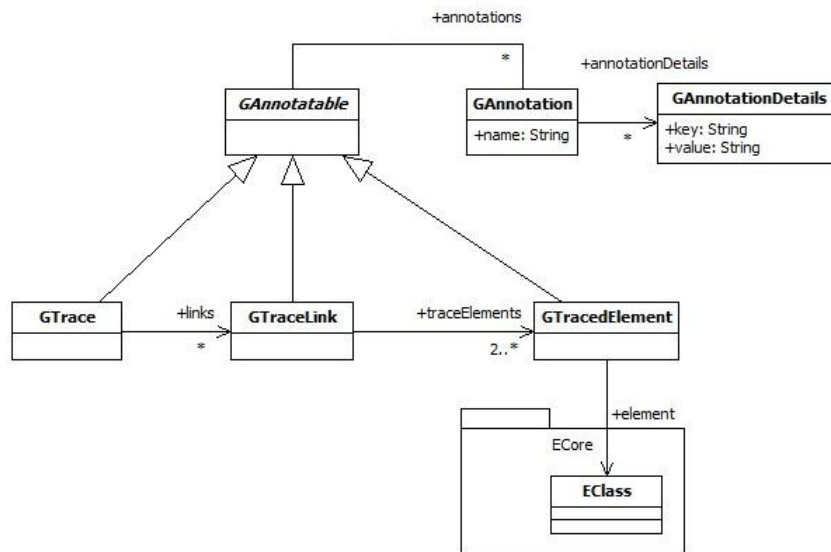 +annotations
*
+annotationDetails
GAnnotatable
GAnnotation
+name: String
*
GAnnotationDetails
+key: String
+value: String
GTrace
+links
*
GTraceLink
+traceElements
2..*
GTracedElement
+element
ECore
EClass